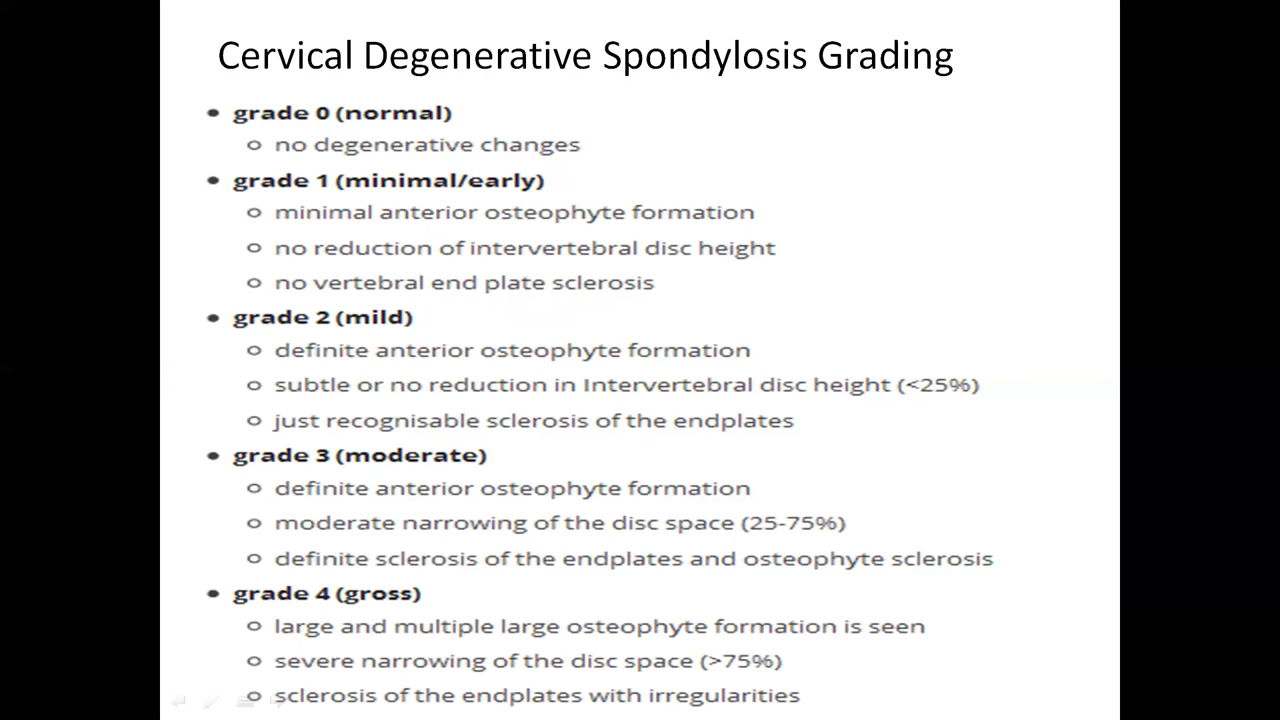 Cervical Degenerative Spondylosis Grading
grade 0 (normal)
no degenerative changes
grade 1 (minimal/early)
minimal anterior osteophyte formation
no reduction of intervertebral disc height
no vertebral end plate sclerosis
grade 2 (mild)
definite anterior osteophyte formation
subtle or no reduction in Intervertebral disc height (<25%)
just recognisable sclerosis of the endplates
grade 3 (moderate)
definite anterior osteophyte formation
moderate narrowing of the disc space (25-75%)
definite sclerosis of the endplates and osteophyte sclerosis
grade 4 (gross)
large and multiple large osteophyte formation is seen
severe narrowing of the disc space (>75%)
sclerosis of the endplates with irregularities